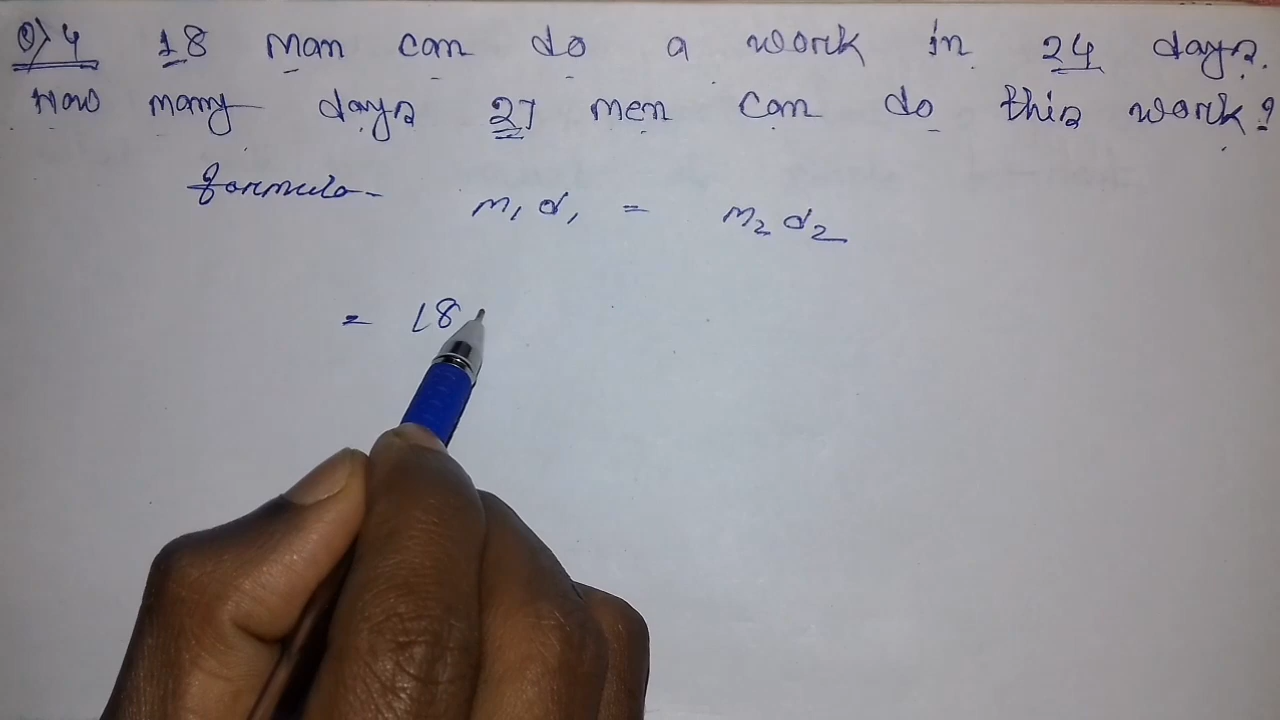 Q)4 18 man can do a work in 24 days.
How many days 27 men can do this work?
formula- m₁ d₁ = m₂ d₂
= 18